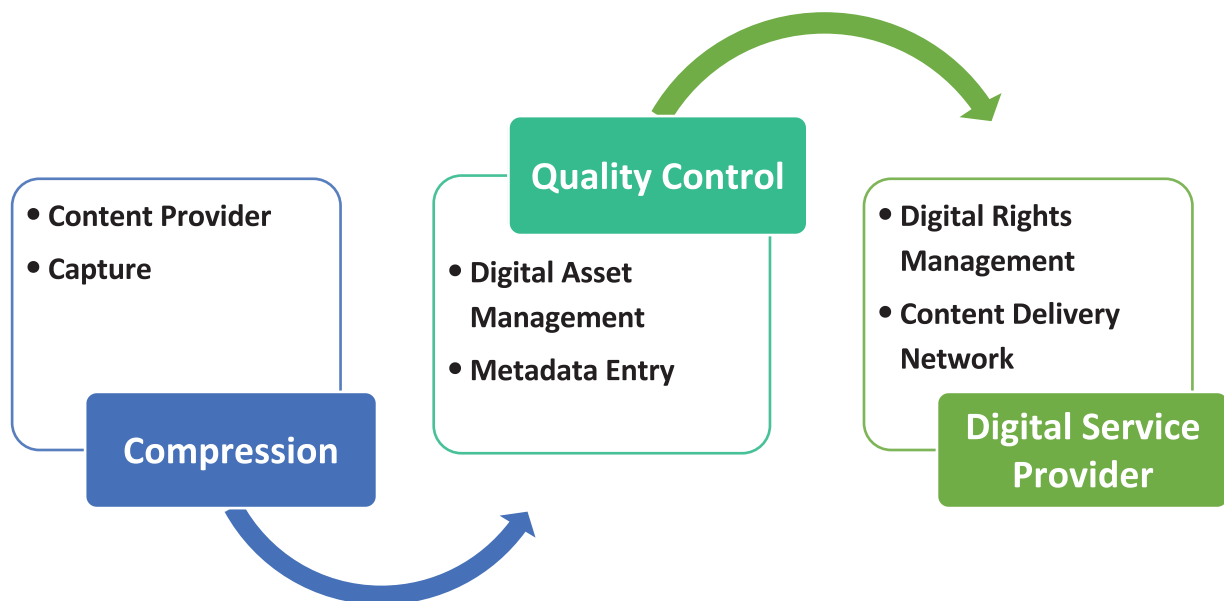 • Content Provider
• Capture
Compression
Quality Control
• Digital Asset
Management
• Metadata Entry
• Digital Rights
Management
• Content Delivery
Network
Digital Service
Provider